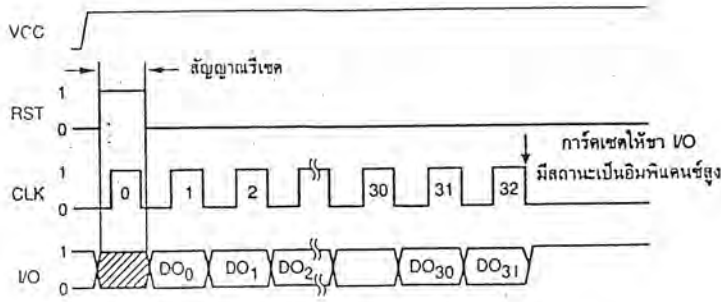 VCC
สัญญาณรีเซต
RST
1
0
การ์ดเซตให้ขา I/O
มีสถานะเป็นอิมพีแดนซ์สูง
CLK
1
0
0 1 2 30 31 32
I/O
1
0
DO0 DO1 DO2 DO30 DO31